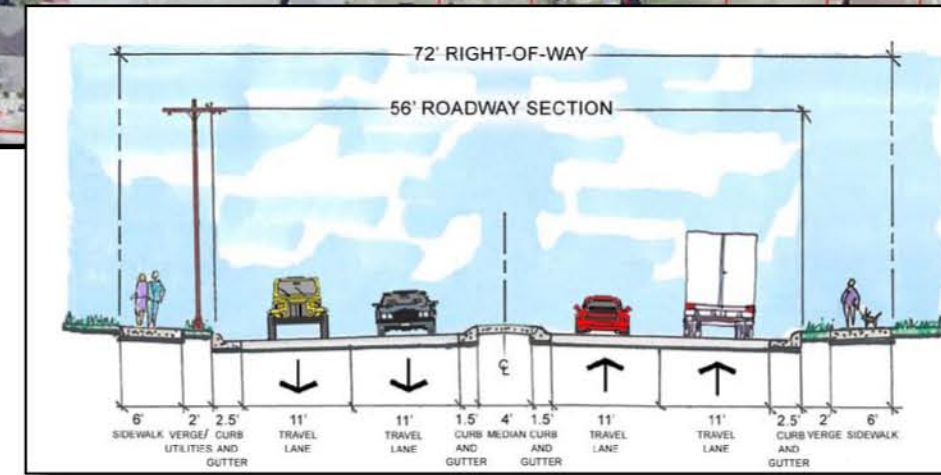 72' RIGHT-OF-WAY
56' ROADWAY SECTION
℄
6' SIDEWALK
2' VERGE/ UTILITIES
2.5' CURB AND GUTTER
11' TRAVEL LANE
11' TRAVEL LANE
1.5' CURB AND GUTTER
4' MEDIAN
1.5' CURB AND GUTTER
11' TRAVEL LANE
11' TRAVEL LANE
2.5' CURB AND GUTTER
2' VERGE
6' SIDEWALK